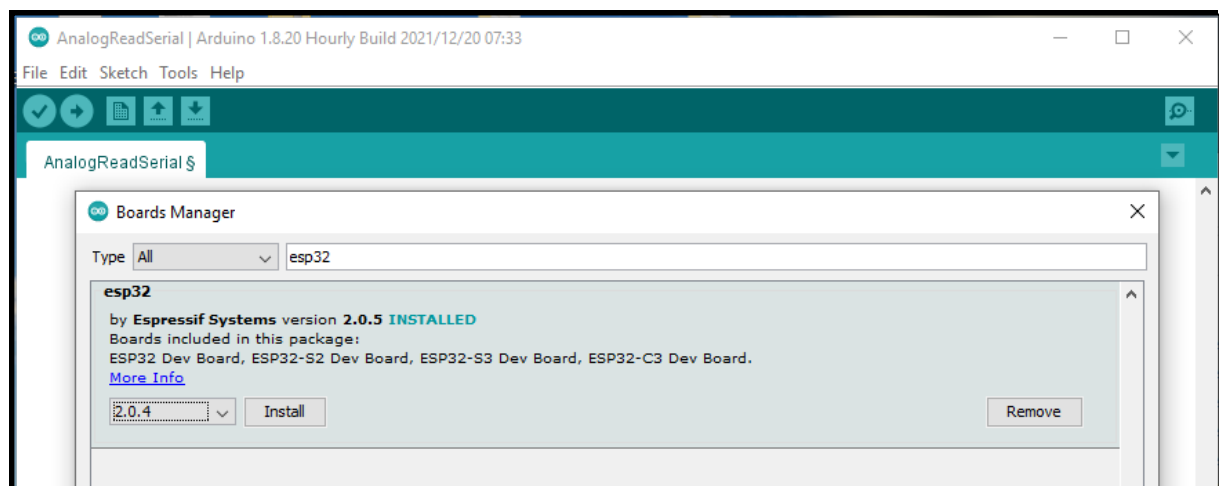 AnalogReadSerial | Arduino 1.8.20 Hourly Build 2021/12/20 07:33
File Edit Sketch Tools Help
AnalogReadSerial §
Boards Manager
Type All esp32
esp32
by Espressif Systems version 2.0.5 INSTALLED
Boards included in this package:
ESP32 Dev Board, ESP32-S2 Dev Board, ESP32-S3 Dev Board, ESP32-C3 Dev Board.
More Info
2.0.4 Install Remove